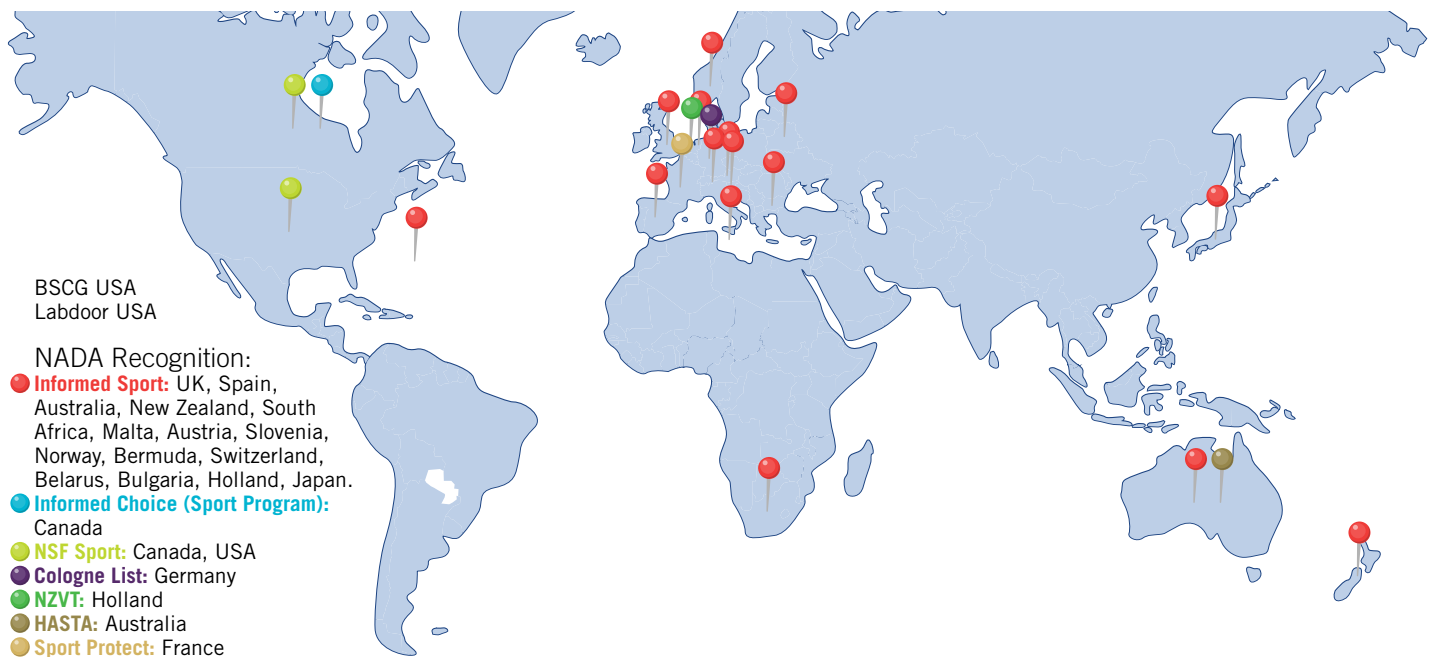 BSCG USA
Labdoor USA
NADA Recognition:
Informed Sport: UK, Spain,
Australia, New Zealand, South
Africa, Malta, Austria, Slovenia,
Norway, Bermuda, Switzerland,
Belarus, Bulgaria, Holland, Japan.
Informed Choice (Sport Program):
Canada
NSF Sport: Canada, USA
Cologne List: Germany
NZVT: Holland
HASTA: Australia
Sport Protect: France